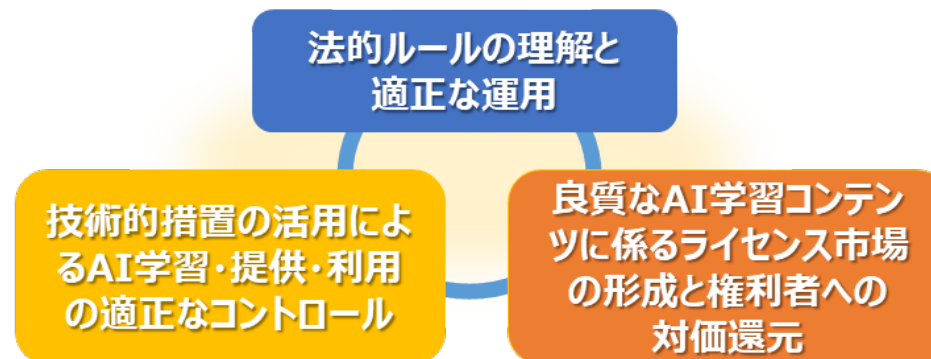 法的ルールの理解と
適正な運用
技術的措置の活用によ
るAI学習・提供・利用
の適正なコントロール
良質なAI学習コンテン
ツに係るライセンス市場
の形成と権利者への
対価還元